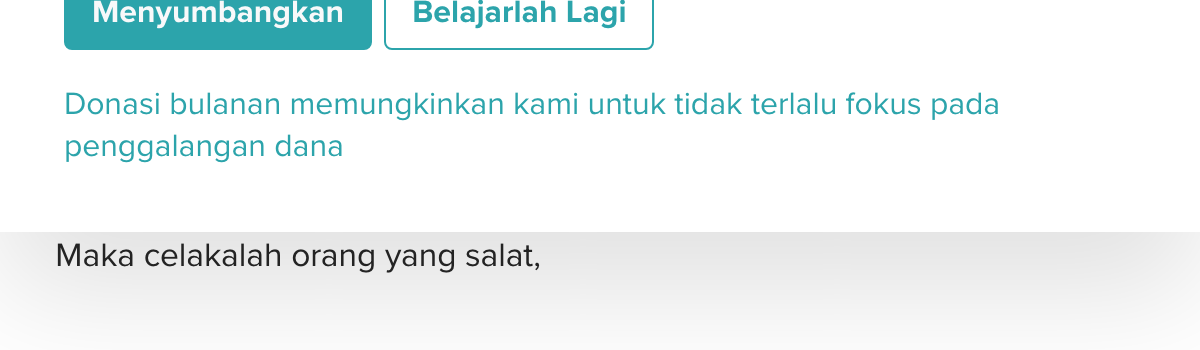 Menyumbangkan
Belajarlah Lagi
Donasi bulanan memungkinkan kami untuk tidak terlalu fokus pada
penggalangan dana
Maka celakalah orang yang salat,